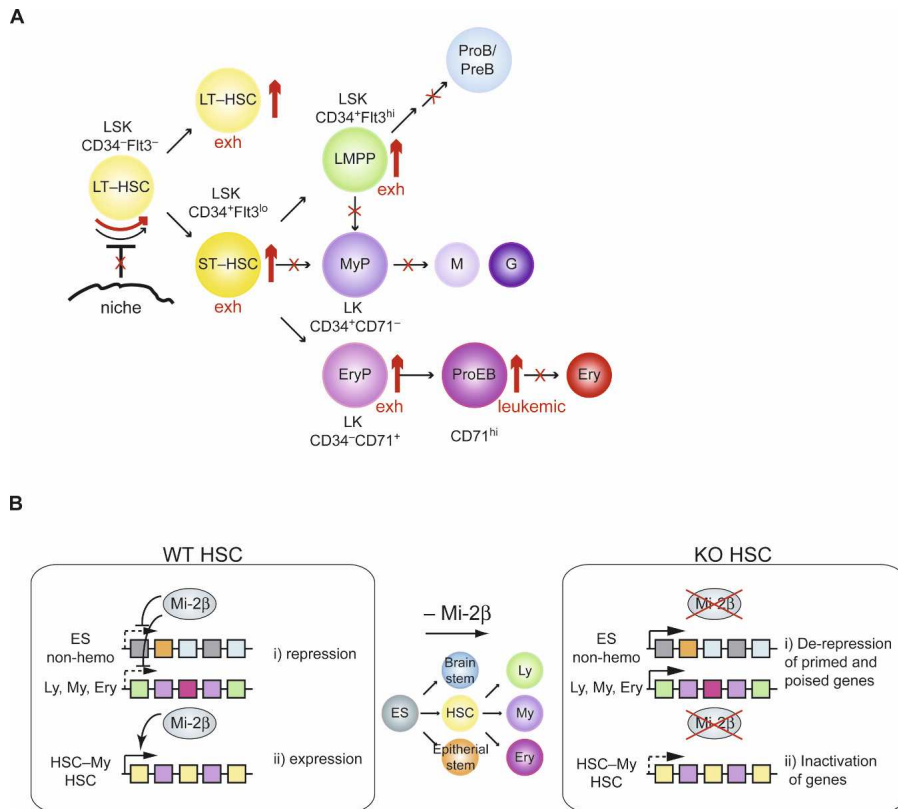 A
ProB/
PreB
LT–HSC
LSK
CD34⁺Flt3ʰⁱ
LSK
CD34⁻Flt3⁻
exh
LMPP
LT–HSC
LSK
CD34⁺Flt3ˡᵒ
exh
ST–HSC
MyP
M
G
niche
exh
LK
CD34⁺CD71⁻
EryP
ProEB
Ery
exh
leukemic
LK
CD34⁻CD71⁺
CD71ʰⁱ
B
WT HSC
Mi-2β
ES
non-hemo
i) repression
Ly, My, Ery
Mi-2β
HSC–My
HSC
ii) expression
– Mi-2β
Brain
stem
Ly
ES
HSC
My
Epitherial
stem
Ery
KO HSC
Mi-2β
ES
non-hemo
i) De-repression
of primed and
poised genes
Ly, My, Ery
Mi-2β
HSC–My
HSC
ii) Inactivation
of genes